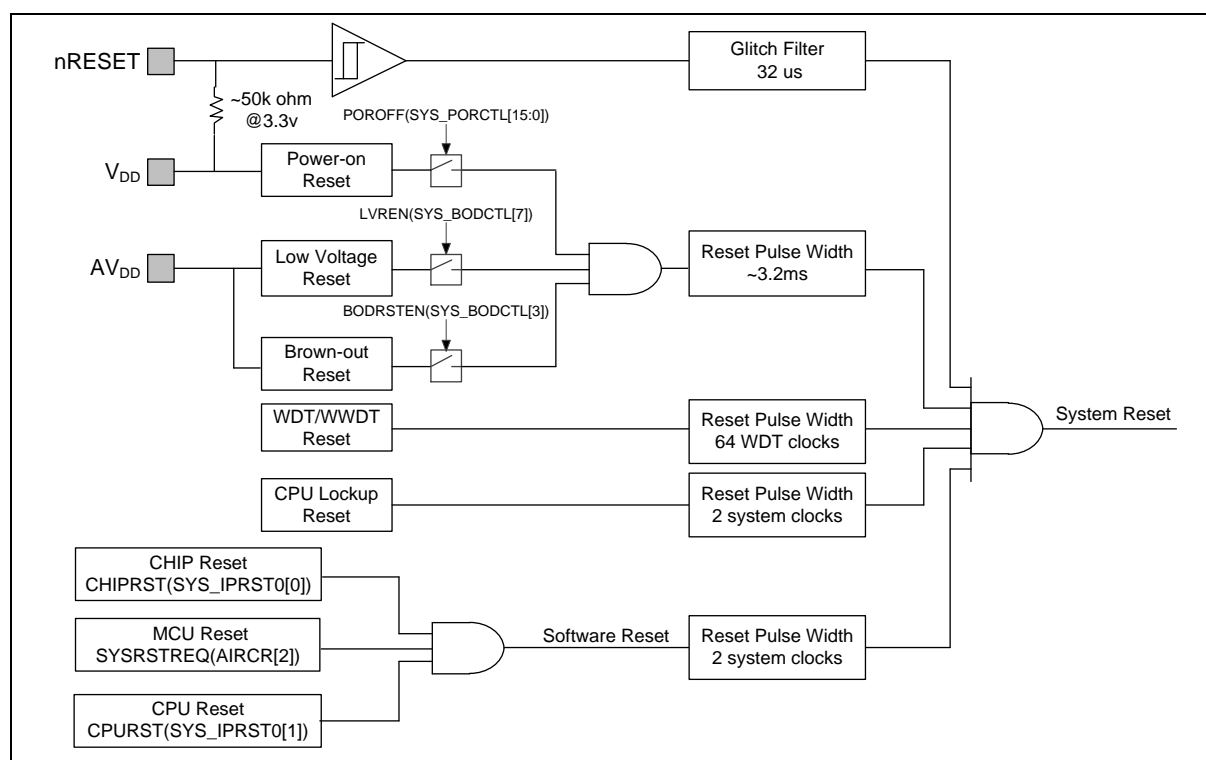 nRESET
Glitch Filter
32 us
~50k ohm
@3.3v
POROFF(SYS_PORCTL[15:0])
VDD
Power-on
Reset
LVREN(SYS_BODCTL[7])
AVDD
Low Voltage
Reset
Reset Pulse Width
~3.2ms
BODRSTEN(SYS_BODCTL[3])
Brown-out
Reset
WDT/WWDT
Reset
Reset Pulse Width
64 WDT clocks
System Reset
CPU Lockup
Reset
Reset Pulse Width
2 system clocks
CHIP Reset
CHIPRST(SYS_IPRST0[0])
MCU Reset
SYSRSTREQ(AIRCR[2])
Software Reset
Reset Pulse Width
2 system clocks
CPU Reset
CPURST(SYS_IPRST0[1])